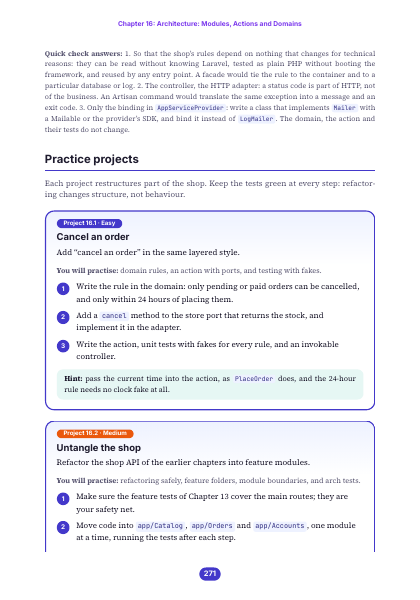 Chapter 16: Architecture: Modules, Actions and Domains
Quick check answers: 1. So that the shop's rules depend on nothing that changes for technical
reasons: they can be read without knowing Laravel, tested as plain PHP without booting the
framework, and reused by any entry point. A facade would tie the rule to the container and to a
particular database or log. 2. The controller, the HTTP adapter: a status code is part of HTTP, not
of the business. An Artisan command would translate the same exception into a message and an
exit code. 3. Only the binding in AppServiceProvider: write a class that implements Mailer with
a Mailable or the provider's SDK, and bind it instead of LogMailer. The domain, the action and
their tests do not change.
Practice projects
Each project restructures part of the shop. Keep the tests green at every step: refactor-
ing changes structure, not behaviour.
Project 16.1 · Easy
Cancel an order
Add “cancel an order” in the same layered style.
You will practise: domain rules, an action with ports, and testing with fakes.
1 Write the rule in the domain: only pending or paid orders can be cancelled,
and only within 24 hours of placing them.
2 Add a cancel method to the store port that returns the stock, and
implement it in the adapter.
3 Write the action, unit tests with fakes for every rule, and an invokable
controller.
Hint: pass the current time into the action, as PlaceOrder does, and the 24-hour
rule needs no clock fake at all.
Project 16.2 · Medium
Untangle the shop
Refactor the shop API of the earlier chapters into feature modules.
You will practise: refactoring safely, feature folders, module boundaries, and arch tests.
1 Make sure the feature tests of Chapter 13 cover the main routes; they are
your safety net.
2 Move code into app/Catalog, app/Orders and app/Accounts, one module
at a time, running the tests after each step.
271